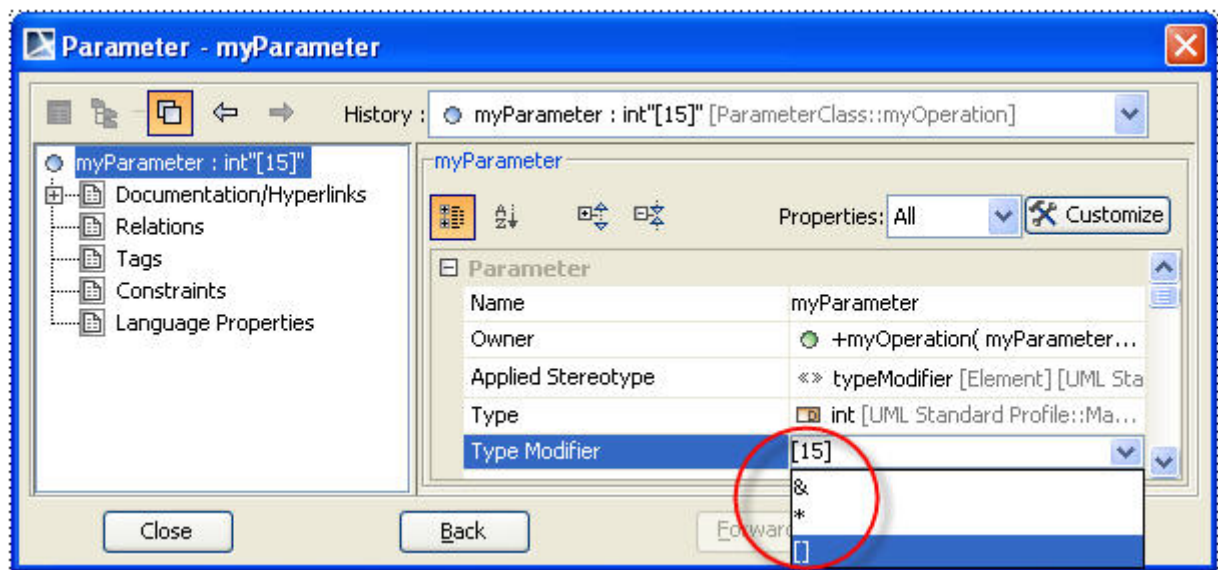 Parameter - myParameter
History : myParameter : int"[15]" [ParameterClass::myOperation]
myParameter : int"[15]"
Documentation/Hyperlinks
Relations
Tags
Constraints
Language Properties
myParameter
Properties: All Customize
Parameter
Name myParameter
Owner +myOperation( myParameter...
Applied Stereotype «» typeModifier [Element] [UML Sta
Type int [UML Standard Profile::Ma...
Type Modifier [15]
&
*
[]
Close Back Forward